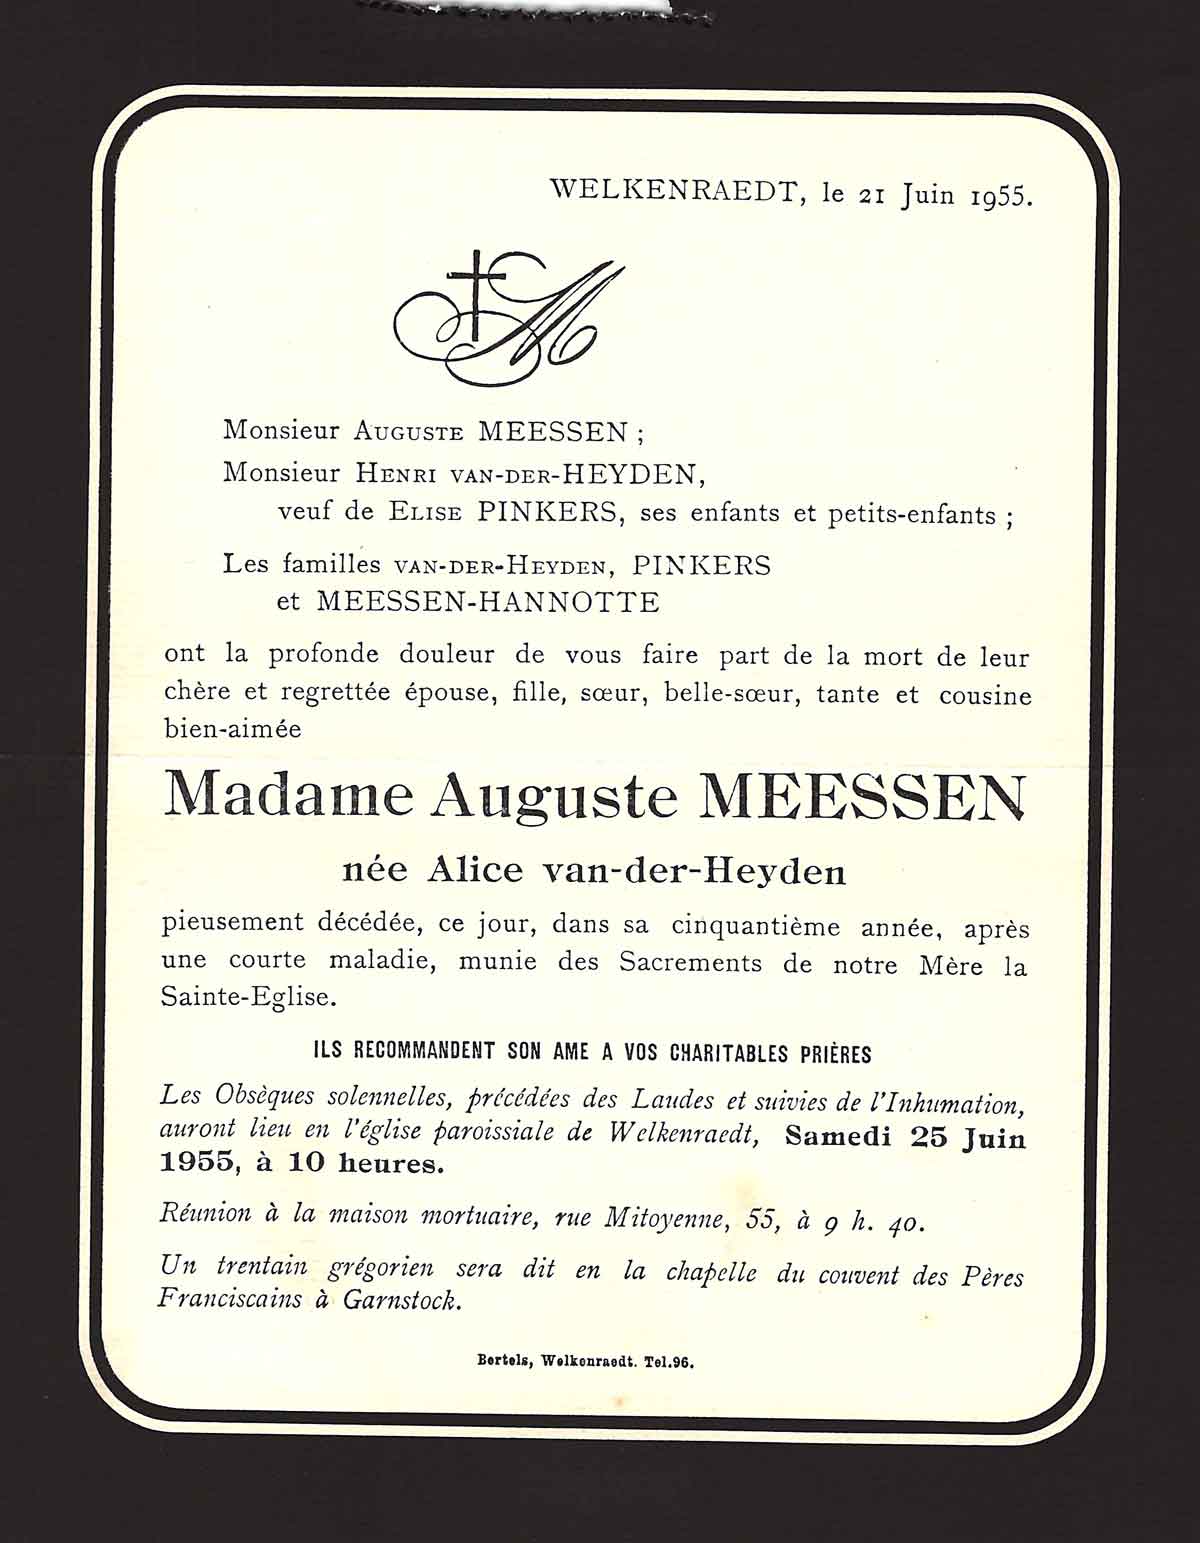 WELKENRAEDT, le 21 Juin 1955.
M
Monsieur AUGUSTE MEESSEN ;
Monsieur HENRI VAN-DER-HEYDEN,
veuf de ELISE PINKERS, ses enfants et petits-enfants ;
Les familles VAN-DER-HEYDEN, PINKERS
et MEESSEN-HANNOTTE
ont la profonde douleur de vous faire part de la mort de leur
chère et regrettée épouse, fille, sœur, belle-sœur, tante et cousine
bien-aimée
Madame Auguste MEESSEN
née Alice van-der-Heyden
pieusement décédée, ce jour, dans sa cinquantième année, après
une courte maladie, munie des Sacrements de notre Mère la
Sainte-Eglise.
ILS RECOMMANDENT SON AME A VOS CHARITABLES PRIÈRES
Les Obsèques solennelles, précédées des Laudes et suivies de l'Inhumation,
auront lieu en l'église paroissiale de Welkenraedt, Samedi 25 Juin
1955, à 10 heures.
Réunion à la maison mortuaire, rue Mitoyenne, 55, à 9 h. 40.
Un trentain grégorien sera dit en la chapelle du couvent des Pères
Franciscains à Garnstock.
Bertels, Welkenraedt. Tel.96.